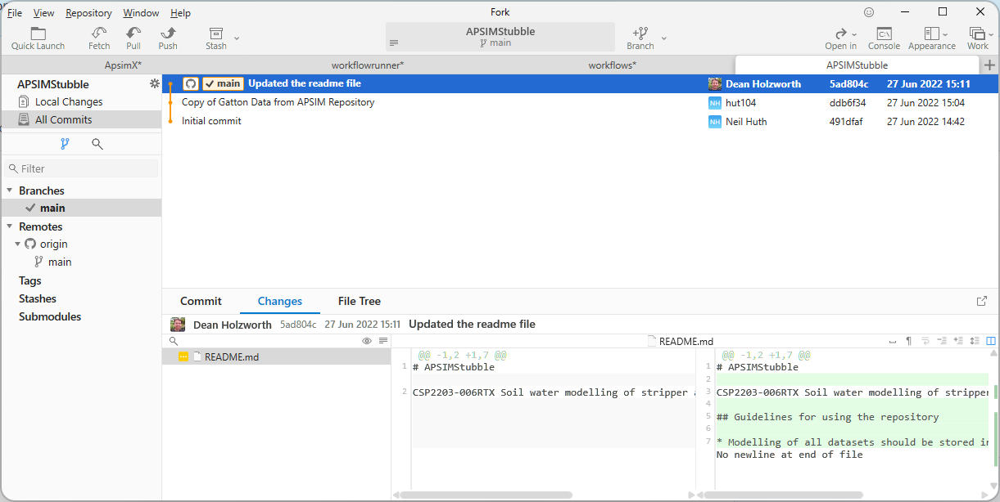 File View Repository Window Help
Fork
Quick Launch Fetch Pull Push Stash
APSIMStubble
main
Branch Open in Console Appearance Work
C:\
ApsimX* workflowrunner* workflows* APSIMStubble
APSIMStubble
Local Changes
All Commits
Filter
Branches
main
Remotes
origin
main
Tags
Stashes
Submodules
main Updated the readme file Dean Holzworth 5ad804c 27 Jun 2022 15:11
Copy of Gatton Data from APSIM Repository NH hut104 ddb6f34 27 Jun 2022 15:04
Initial commit NH Neil Huth 491dfaf 27 Jun 2022 14:42
Commit Changes File Tree
Dean Holzworth 5ad804c 27 Jun 2022 15:11 Updated the readme file
README.md
README.md
@@ -1,2 +1,7 @@
1 # APSIMStubble
2 CSP2203-006RTX Soil water modelling of stripper
@@ -1,2 +1,7 @@
1 # APSIMStubble
2
3 CSP2203-006RTX Soil water modelling of stripper
4
5 ## Guidelines for using the repository
6
7 * Modelling of all datasets should be stored in
No newline at end of file